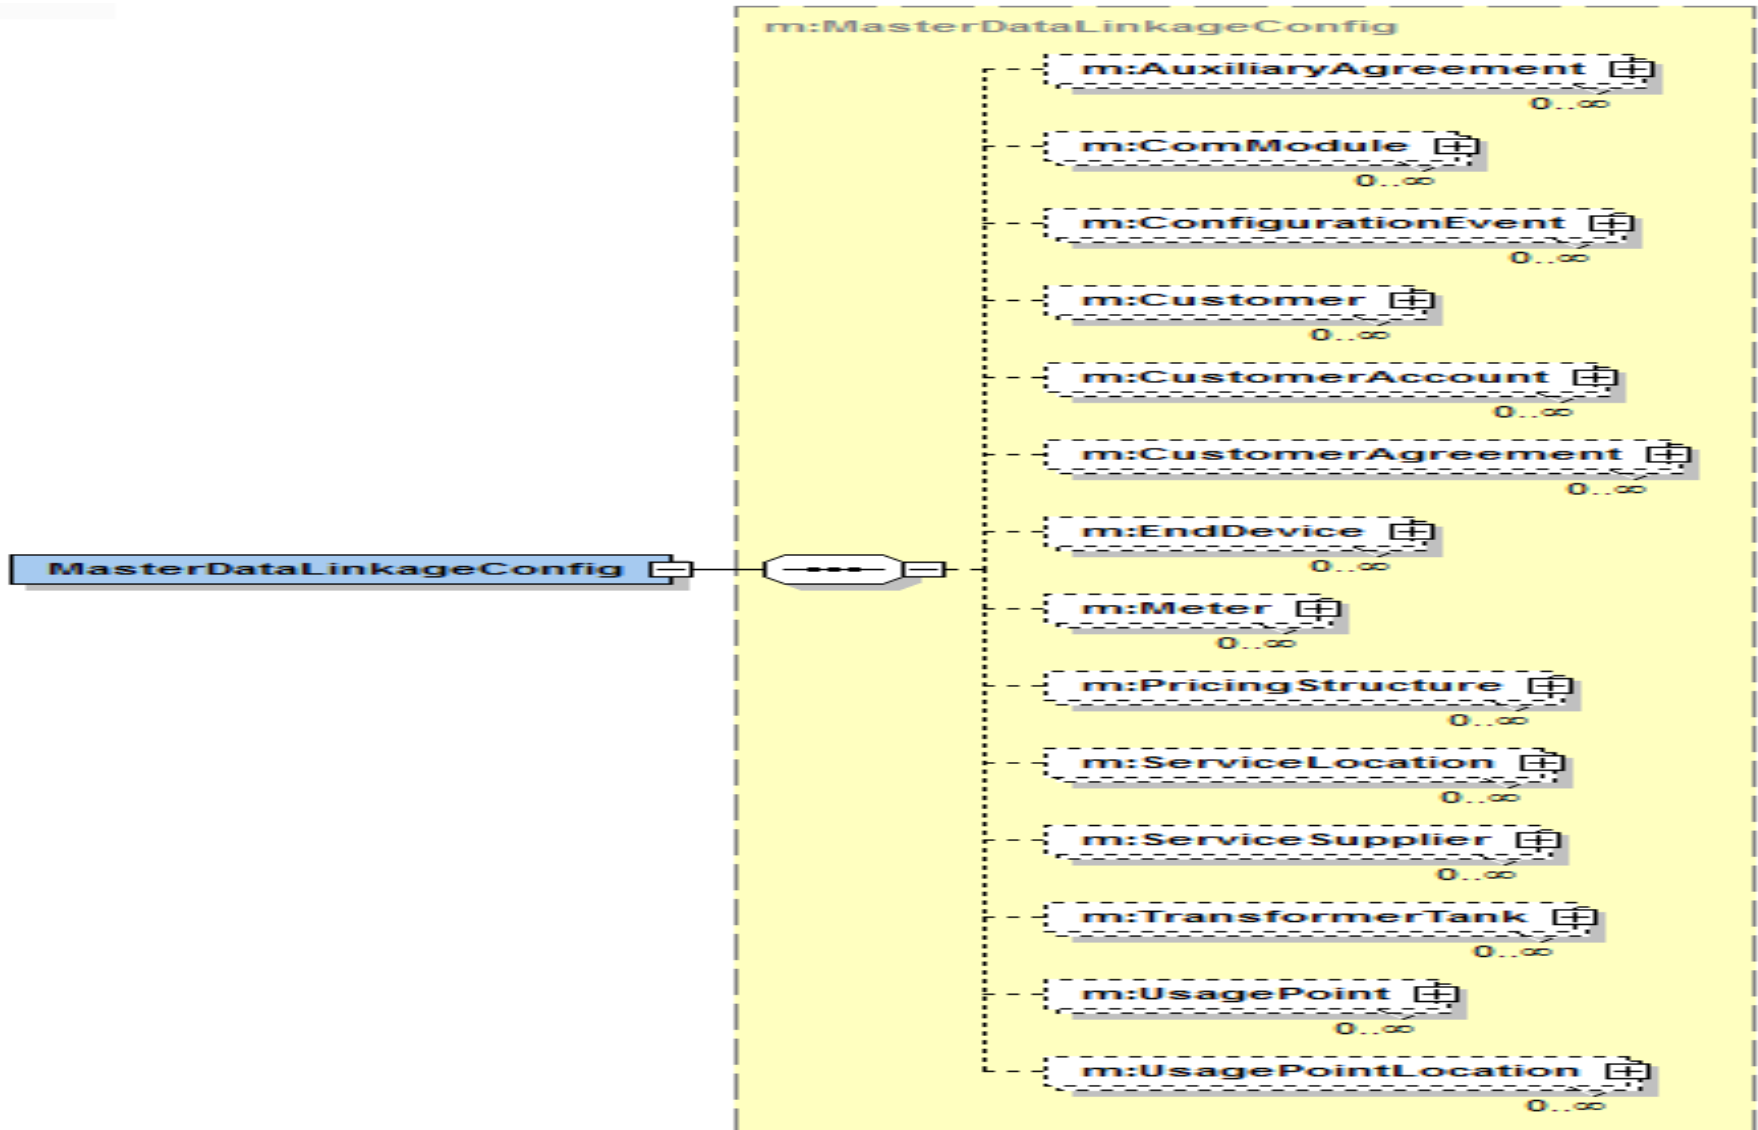 m:MasterDataLinkageConfig
m:AuxiliaryAgreement
0..∞
m:ComModule
0..∞
m:ConfigurationEvent
0..∞
m:Customer
0..∞
m:CustomerAccount
0..∞
m:CustomerAgreement
0..∞
m:EndDevice
0..∞
MasterDataLinkageConfig
m:Meter
0..∞
m:PricingStructure
0..∞
m:ServiceLocation
0..∞
m:ServiceSupplier
0..∞
m:TransformerTank
0..∞
m:UsagePoint
0..∞
m:UsagePointLocation
0..∞